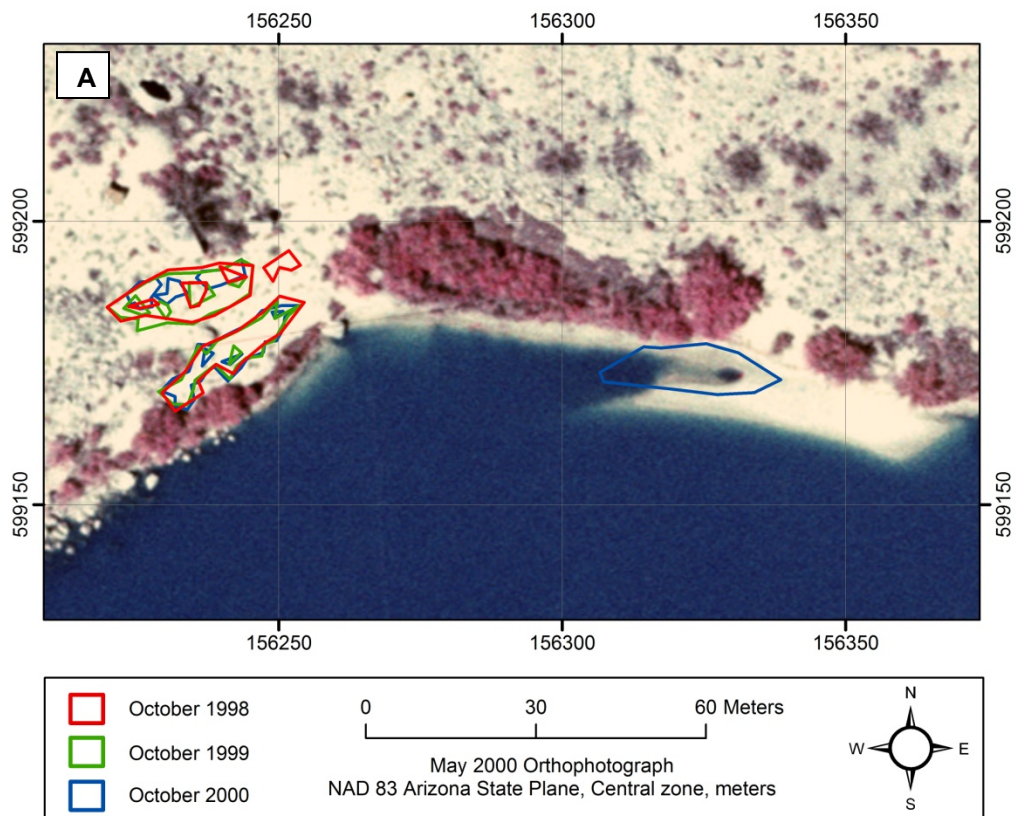 156250 156300 156350
A
599200 599200
599150 599150
156250 156300 156350
October 1998
October 1999
October 2000
0 30 60 Meters
May 2000 Orthophotograph
NAD 83 Arizona State Plane, Central zone, meters
N
W E
S